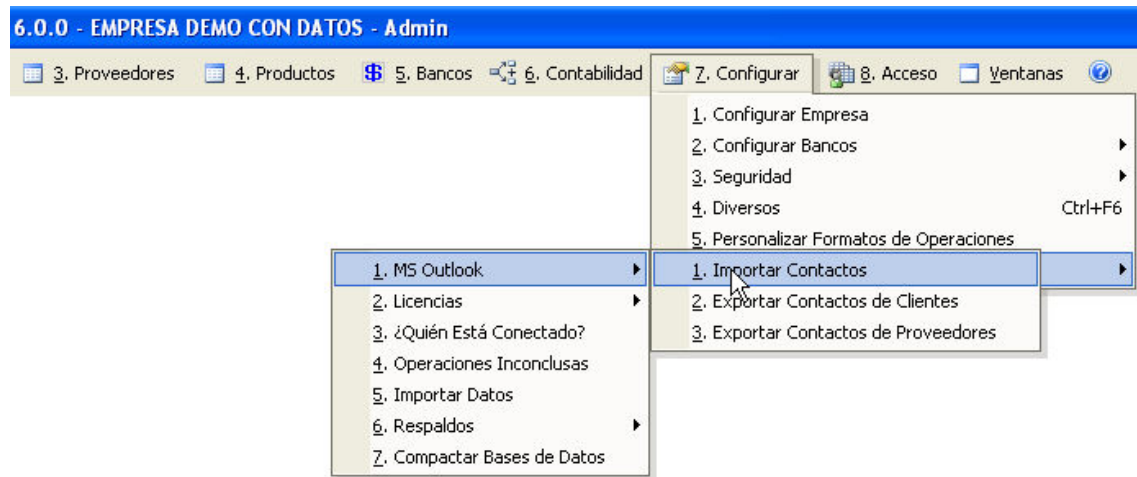 6.0.0 - EMPRESA DEMO CON DATOS - Admin
3. Proveedores 4. Productos 5. Bancos 6. Contabilidad 7. Configurar 8. Acceso Ventanas
1. Configurar Empresa
2. Configurar Bancos
3. Seguridad
4. Diversos Ctrl+F6
5. Personalizar Formatos de Operaciones
1. MS Outlook
2. Licencias
3. ¿Quién Está Conectado?
4. Operaciones Inconclusas
5. Importar Datos
6. Respaldos
7. Compactar Bases de Datos
1. Importar Contactos
2. Exportar Contactos de Clientes
3. Exportar Contactos de Proveedores